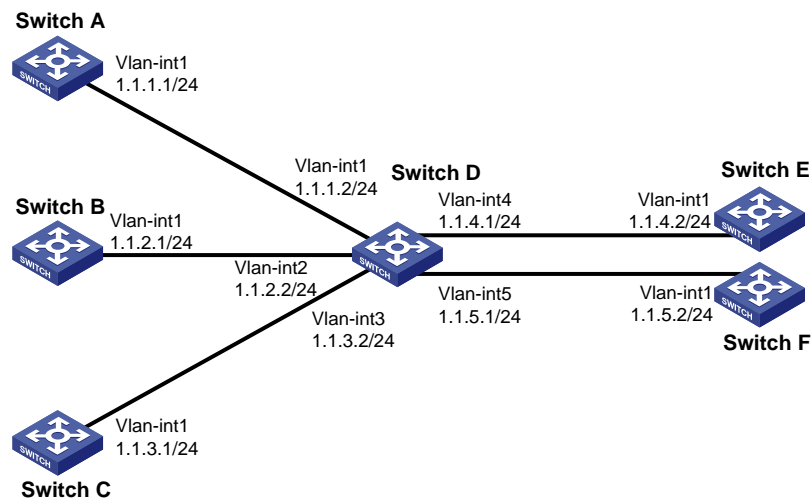 Switch A
Vlan-int1
1.1.1.1/24
SWITCH
Vlan-int1
1.1.1.2/24
Switch D
Vlan-int4
1.1.4.1/24
Vlan-int1
1.1.4.2/24
Switch E
SWITCH
Switch B
Vlan-int1
1.1.2.1/24
SWITCH
Vlan-int2
1.1.2.2/24
SWITCH
Vlan-int3
1.1.3.2/24
Vlan-int5
1.1.5.1/24
Vlan-int1
1.1.5.2/24
SWITCH
Switch F
Vlan-int1
1.1.3.1/24
SWITCH
Switch C